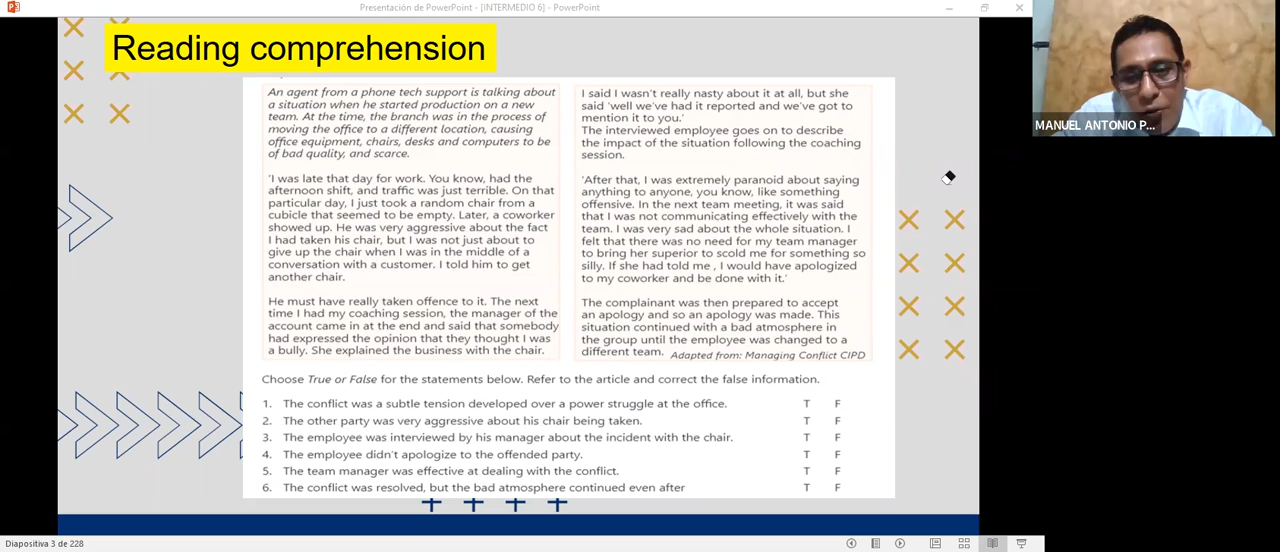 Presentación de PowerPoint - [INTERMEDIO 6] - PowerPoint
Reading comprehension
An agent from a phone tech support is talking about
a situation when he started production on a new
team. At the time, the branch was in the process of
moving the office to a different location, causing
office equipment, chairs, desks and computers to be
of bad quality, and scarce.
'I was late that day for work. You know, had the
afternoon shift, and traffic was just terrible. On that
particular day, I just took a random chair from a
cubicle that seemed to be empty. Later, a coworker
showed up. He was very aggressive about the fact
I had taken his chair, but I was not just about to
give up the chair when I was in the middle of a
conversation with a customer. I told him to get
another chair.
He must have really taken offence to it. The next
time I had my coaching session, the manager of the
account came in at the end and said that somebody
had expressed the opinion that they thought I was
a bully. She explained the business with the chair.
I said I wasn't really nasty about it at all, but she
said 'well we've had it reported and we've got to
mention it to you.'
The interviewed employee goes on to describe
the impact of the situation following the coaching
session.
'After that, I was extremely paranoid about saying
anything to anyone, you know, like something
offensive. In the next team meeting, it was said
that I was not communicating effectively with the
team. I was very sad about the whole situation. I
felt that there was no need for my team manager
to bring her superior to scold me for something so
silly. If she had told me , I would have apologized
to my coworker and be done with it.'
The complainant was then prepared to accept
an apology and so an apology was made. This
situation continued with a bad atmosphere in
the group until the employee was changed to a
different team. Adapted from: Managing Conflict CIPD
Choose True or False for the statements below. Refer to the article and correct the false information.
1. The conflict was a subtle tension developed over a power struggle at the office. T F
2. The other party was very aggressive about his chair being taken. T F
3. The employee was interviewed by his manager about the incident with the chair. T F
4. The employee didn't apologize to the offended party. T F
5. The team manager was effective at dealing with the conflict. T F
6. The conflict was resolved, but the bad atmosphere continued even after T F
MANUEL ANTONIO P...
Diapositiva 3 de 228